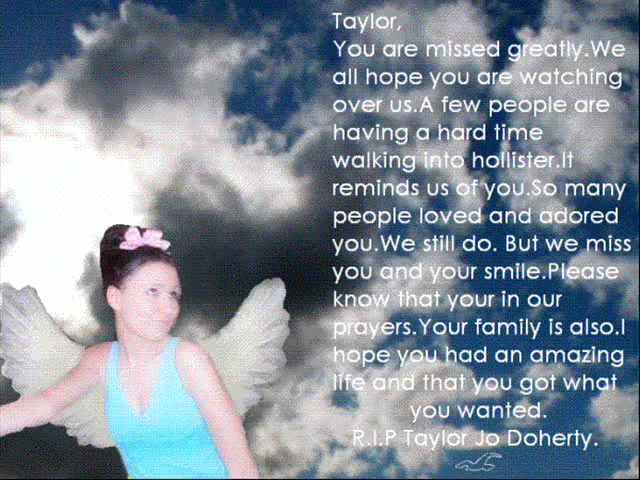 Taylor,
You are missed greatly.We
all hope you are watching
over us.A few people are
having a hard time
walking into hollister.It
reminds us of you.So many
people loved and adored
you.We still do. But we miss
you and your smile.Please
know that your in our
prayers.Your family is also.I
hope you had an amazing
life and that you got what
you wanted.
R.I.P Taylor Jo Doherty.